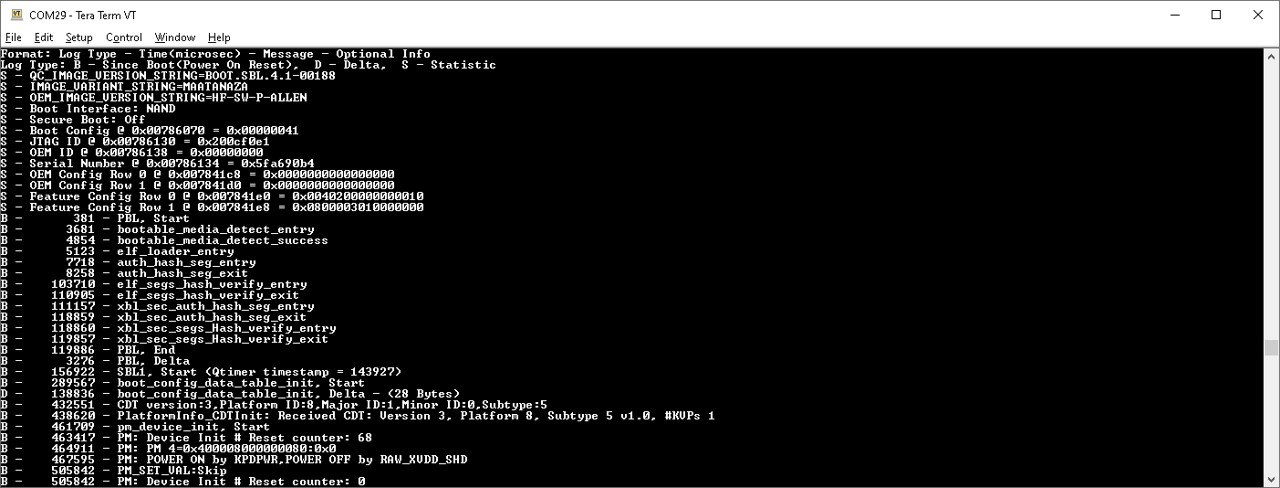 COM29 - Tera Term VT
File Edit Setup Control Window Help
Format: Log Type - Time(microsec) - Message - Optional Info
Log Type: B - Since Boot(Power On Reset), D - Delta, S - Statistic
S - QC_IMAGE_VERSION_STRING=BOOT.SBL.4.1-00188
S - IMAGE_VARIANT_STRING=MAATANAZA
S - OEM_IMAGE_VERSION_STRING=HF-SW-P-ALLEN
S - Boot Interface: NAND
S - Secure Boot: Off
S - Boot Config @ 0x00786070 = 0x00000041
S - JTAG ID @ 0x00786130 = 0x200cf0e1
S - OEM ID @ 0x00786138 = 0x00000000
S - Serial Number @ 0x00786134 = 0x5fa690b4
S - OEM Config Row 0 @ 0x007841c8 = 0x0000000000000000
S - OEM Config Row 1 @ 0x007841d0 = 0x0000000000000000
S - Feature Config Row 0 @ 0x007841e0 = 0x0040200000000010
S - Feature Config Row 1 @ 0x007841e8 = 0x0800003010000000
B - 381 - PBL, Start
B - 3681 - bootable_media_detect_entry
B - 4854 - bootable_media_detect_success
B - 5123 - elf_loader_entry
B - 7718 - auth_hash_seg_entry
B - 8258 - auth_hash_seg_exit
B - 103710 - elf_segs_hash_verify_entry
B - 110905 - elf_segs_hash_verify_exit
B - 111157 - xbl_sec_auth_hash_seg_entry
B - 118859 - xbl_sec_auth_hash_seg_exit
B - 118860 - xbl_sec_segs_Hash_verify_entry
B - 119857 - xbl_sec_segs_Hash_verify_exit
B - 119886 - PBL, End
B - 3276 - PBL, Delta
B - 156922 - SBL1, Start (Qtimer timestamp = 143927)
B - 289567 - boot_config_data_table_init, Start
D - 138836 - boot_config_data_table_init, Delta - (28 Bytes)
B - 432551 - CDT version:3,Platform ID:8,Major ID:1,Minor ID:0,Subtype:5
B - 438620 - PlatformInfo_CDTInit: Received CDT: Version 3, Platform 8, Subtype 5 v1.0, #KVPs 1
B - 461709 - pm_device_init, Start
B - 463417 - PM: Device Init # Reset counter: 68
B - 464911 - PM: PM 4=0x400008000000080:0x0
B - 467595 - PM: POWER ON by KPDPWR,POWER OFF by RAW_XVDD_SHD
B - 505842 - PM_SET_VAL:Skip
B - 505842 - PM: Device Init # Reset counter: 0